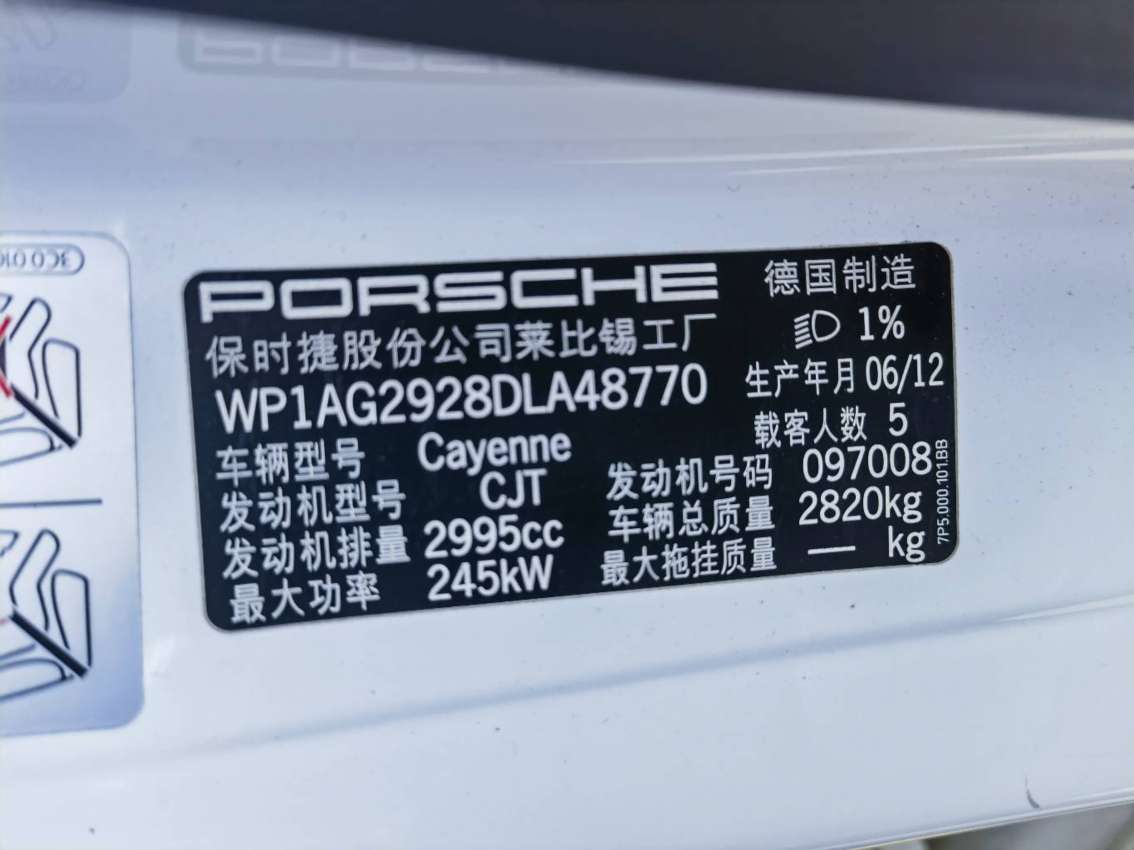 PORSCHE 德国制造
保时捷股份公司莱比锡工厂 1%
WP1AG2928DLA48770 生产年月 06/12
载客人数 5
车辆型号 Cayenne 发动机号码 097008
发动机型号 CJT 车辆总质量 2820kg
发动机排量 2995cc 最大拖挂质量 — kg
最大功率 245kW
7P5.000.101.BB